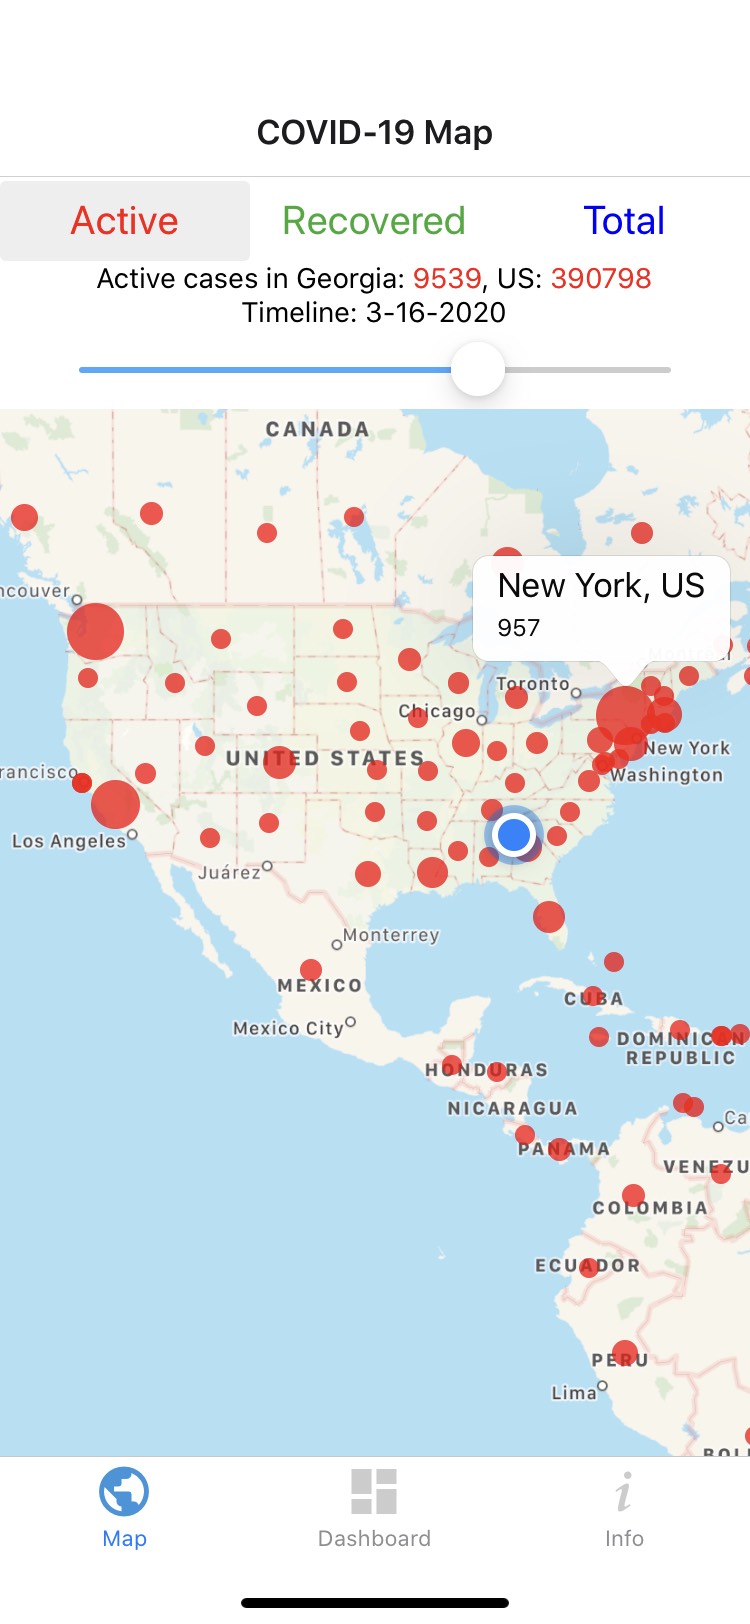 COVID-19 Map
Active
Recovered
Total
Active cases in Georgia: 9539, US: 390798
Timeline: 3-16-2020
CANADA
ncouver
New York, US
957
Montreal
Toronto
Chicago
UNITED STATES
New York
Washington
rancisco
Los Angeles
Juárez
Monterrey
MEXICO
Mexico City
CUBA
DOMINICAN
REPUBLIC
HONDURAS
NICARAGUA
Ca
PANAMA
VENEZU
COLOMBIA
ECUADOR
PERU
Lima
BOLI
Map
Dashboard
Info